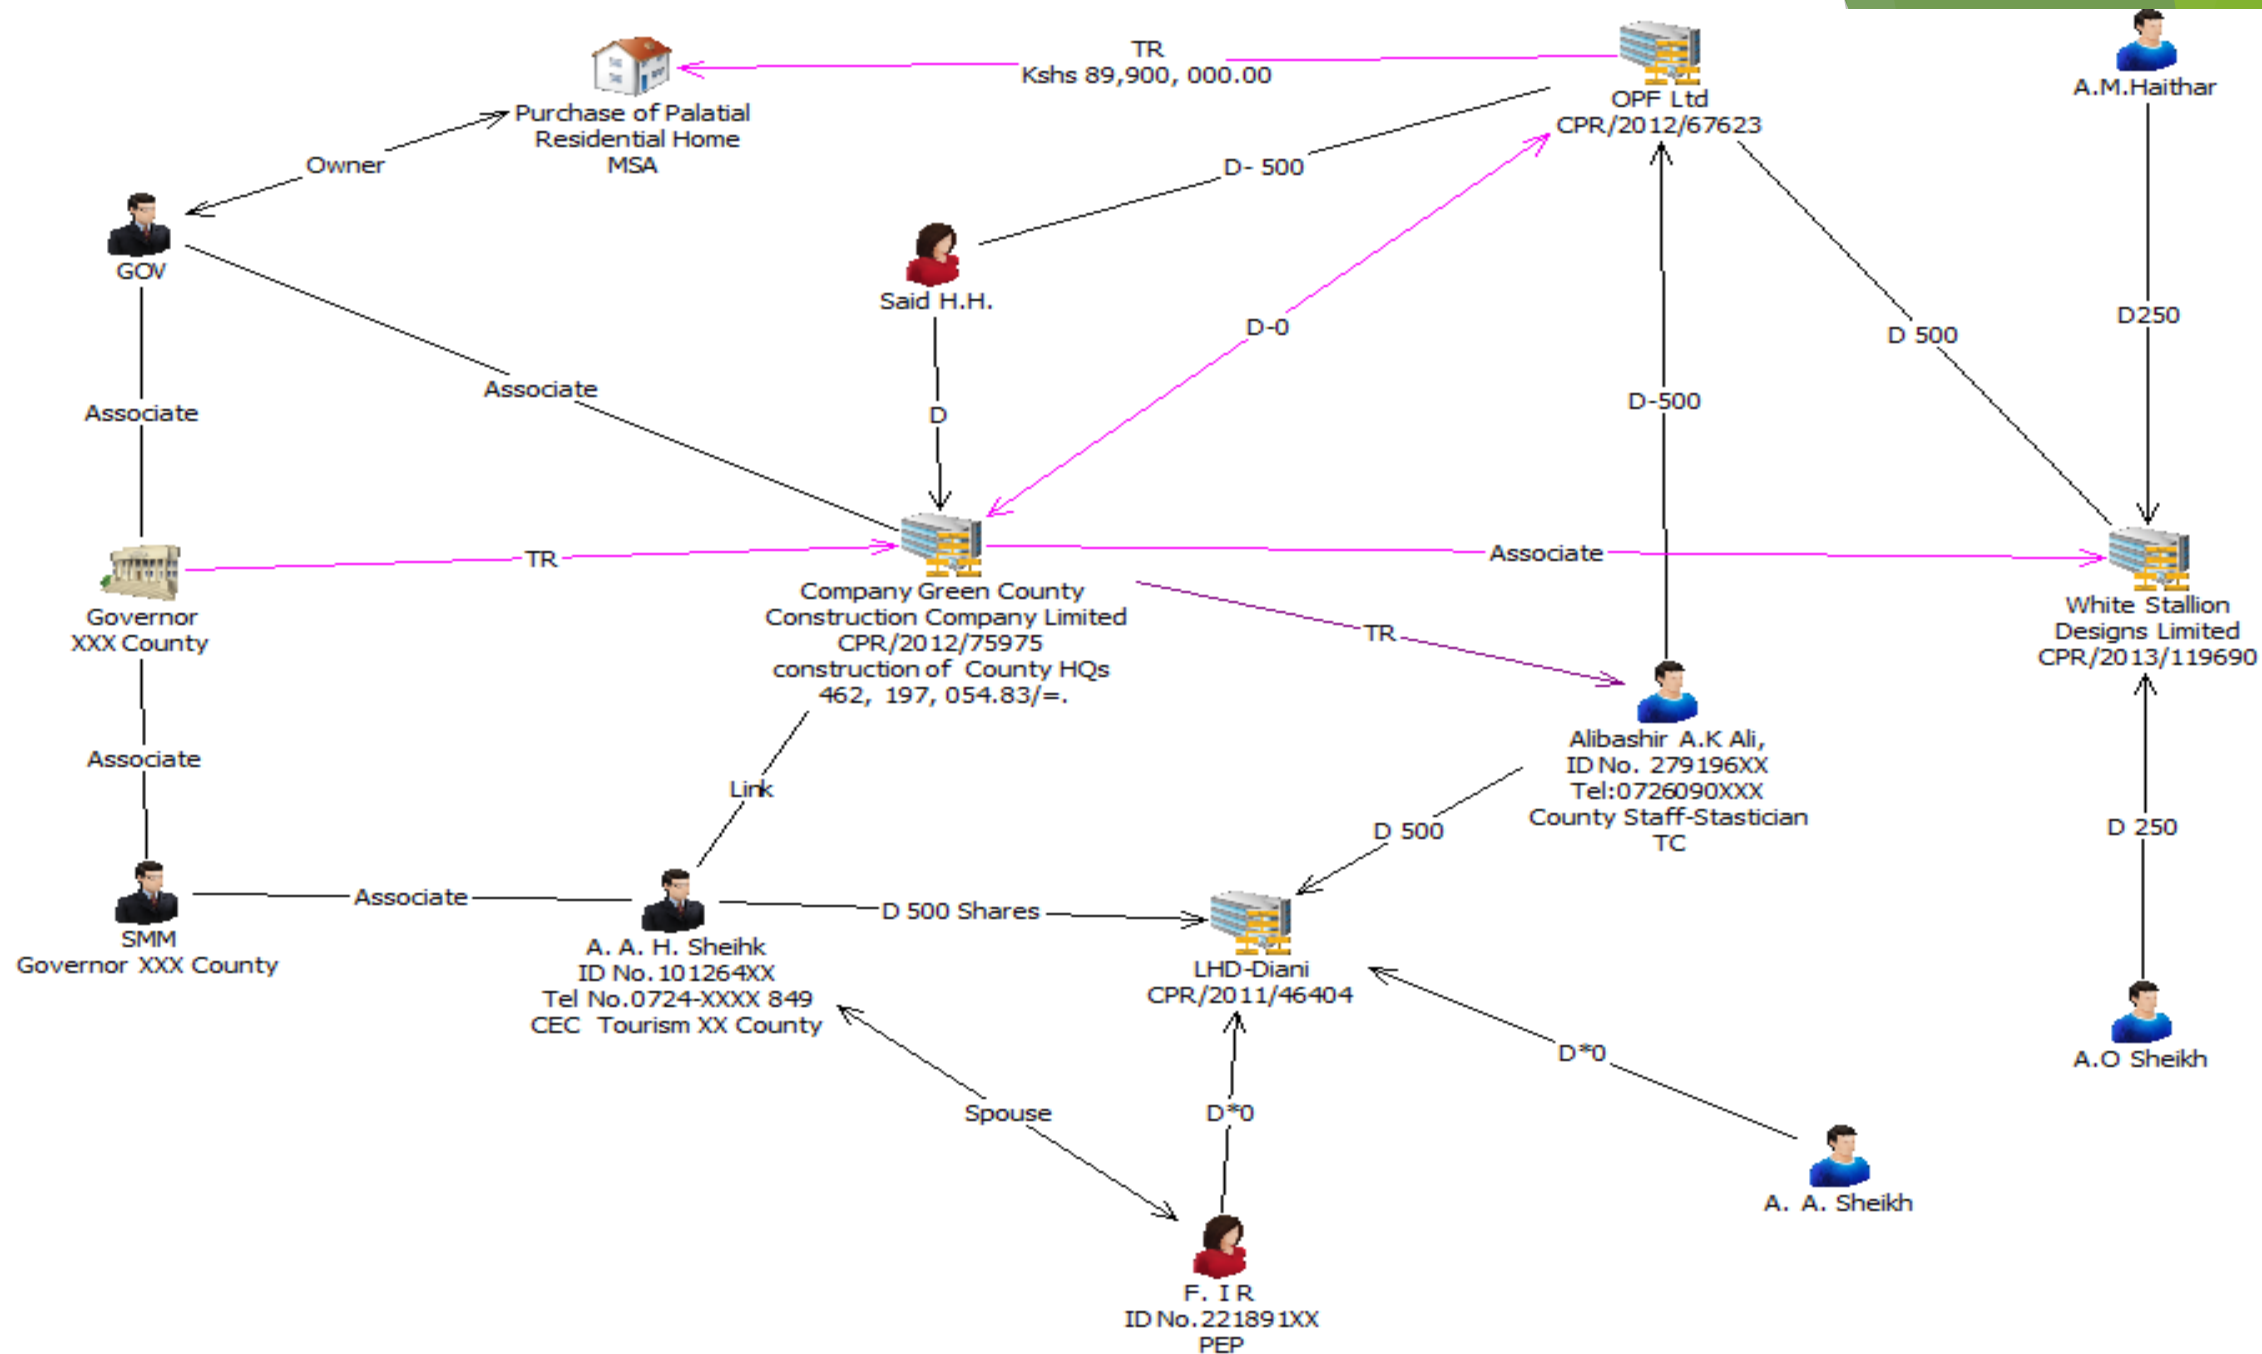 TR
Kshs 89,900, 000.00
OPF Ltd
CPR/2012/67623
A.M.Haithar
Purchase of Palatial
Residential Home
MSA
Owner
D- 500
GOV
Said H.H.
D-0
D 500
D250
Associate
Associate
D
D-500
TR
Associate
Governor
XXX County
Company Green County
Construction Company Limited
CPR/2012/75975
construction of County HQs
462, 197, 054.83/=.
TR
White Stallion
Designs Limited
CPR/2013/119690
Associate
Link
Alibashir A.K Ali,
ID No. 279196XX
Tel:0726090XXX
County Staff-Stastician
TC
D 500
D 250
SMM
Governor XXX County
Associate
A. A. H. Sheihk
ID No.101264XX
Tel No.0724-XXXX 849
CEC Tourism XX County
D 500 Shares
LHD-Diani
CPR/2011/46404
D*0
A.O Sheikh
Spouse
D*0
A. A. Sheikh
F. I R
ID No.221891XX
PEP